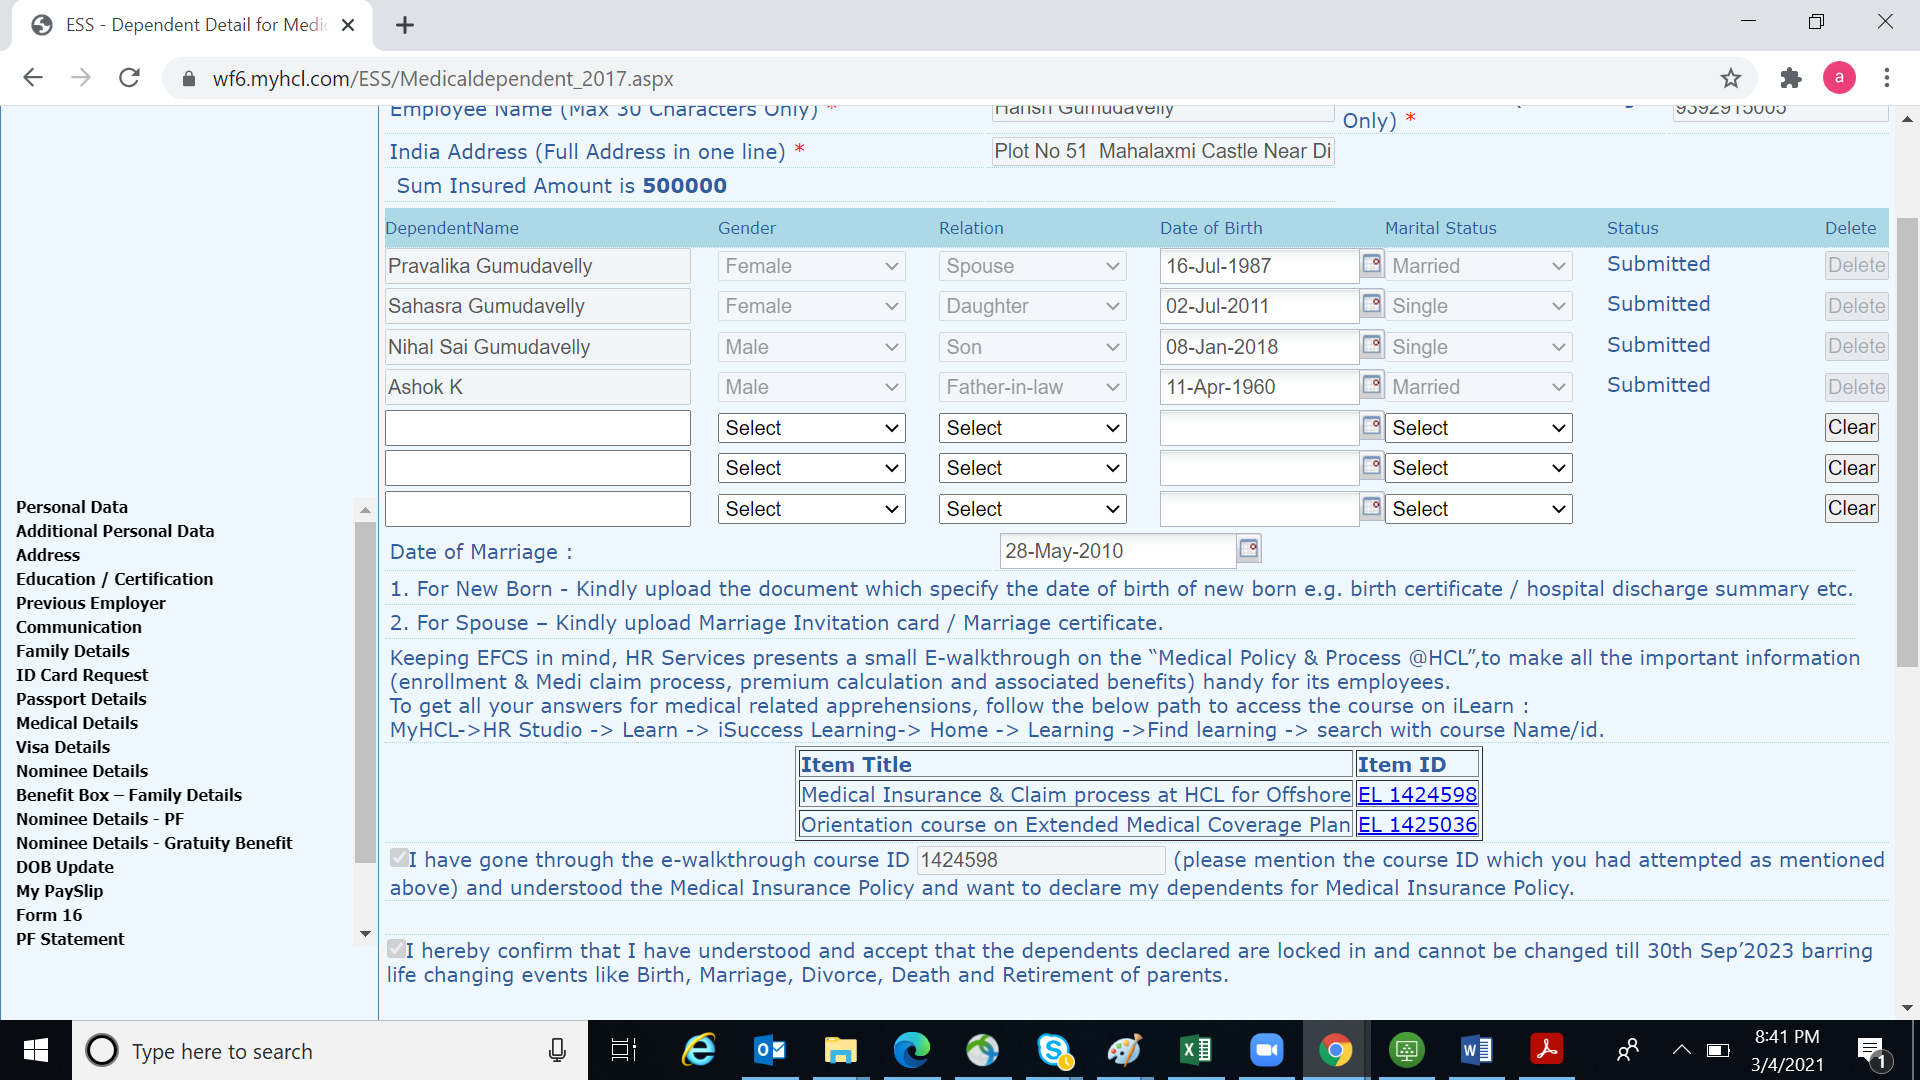 ESS - Dependent Detail for Medic
wf6.myhcl.com/ESS/Medicaldependent_2017.aspx
a
Employee Name (Max 30 Characters Only) * Harish Gumudavelly 9392915005
Only) *
India Address (Full Address in one line) * Plot No 51 Mahalaxmi Castle Near Di
Sum Insured Amount is 500000
DependentName Gender Relation Date of Birth Marital Status Status Delete
Pravalika Gumudavelly Female Spouse 16-Jul-1987 Married Submitted Delete
Sahasra Gumudavelly Female Daughter 02-Jul-2011 Single Submitted Delete
Nihal Sai Gumudavelly Male Son 08-Jan-2018 Single Submitted Delete
Ashok K Male Father-in-law 11-Apr-1960 Married Submitted Delete
Select Select Select Clear
Select Select Select Clear
Select Select Select Clear
Date of Marriage : 28-May-2010
1. For New Born - Kindly upload the document which specify the date of birth of new born e.g. birth certificate / hospital discharge summary etc.
2. For Spouse – Kindly upload Marriage Invitation card / Marriage certificate.
Keeping EFCS in mind, HR Services presents a small E-walkthrough on the “Medical Policy & Process @HCL”,to make all the important information
(enrollment & Medi claim process, premium calculation and associated benefits) handy for its employees.
To get all your answers for medical related apprehensions, follow the below path to access the course on iLearn :
MyHCL->HR Studio -> Learn -> iSuccess Learning-> Home -> Learning ->Find learning -> search with course Name/id.
Item Title Item ID
Medical Insurance & Claim process at HCL for Offshore EL 1424598
Orientation course on Extended Medical Coverage Plan EL 1425036
I have gone through the e-walkthrough course ID 1424598 (please mention the course ID which you had attempted as mentioned
above) and understood the Medical Insurance Policy and want to declare my dependents for Medical Insurance Policy.
I hereby confirm that I have understood and accept that the dependents declared are locked in and cannot be changed till 30th Sep’2023 barring
life changing events like Birth, Marriage, Divorce, Death and Retirement of parents.
Personal Data
Additional Personal Data
Address
Education / Certification
Previous Employer
Communication
Family Details
ID Card Request
Passport Details
Medical Details
Visa Details
Nominee Details
Benefit Box – Family Details
Nominee Details - PF
Nominee Details - Gratuity Benefit
DOB Update
My PaySlip
Form 16
PF Statement
Type here to search
8:41 PM
3/4/2021
1